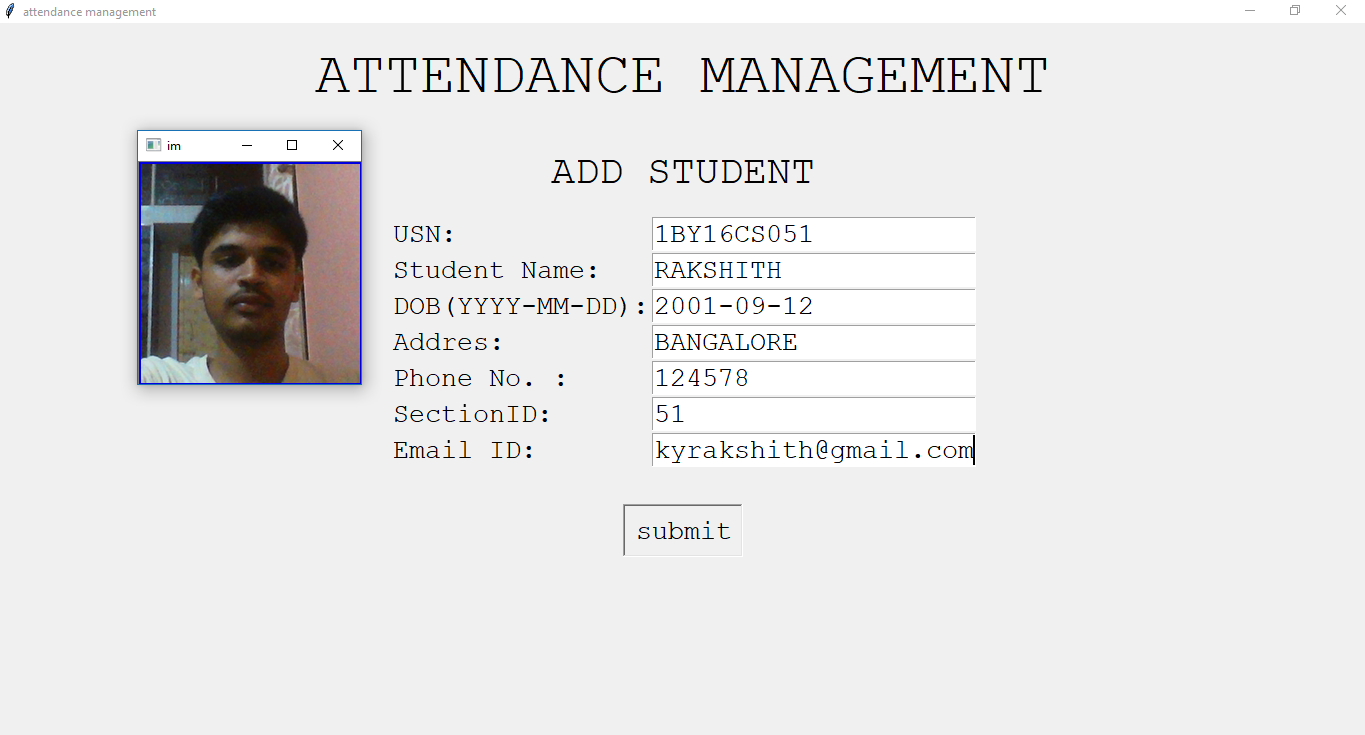 attendance management
ATTENDANCE MANAGEMENT
im
ADD STUDENT
USN: 1BY16CS051
Student Name: RAKSHITH
DOB(YYYY-MM-DD): 2001-09-12
Addres: BANGALORE
Phone No. : 124578
SectionID: 51
Email ID: kyrakshith@gmail.com
submit